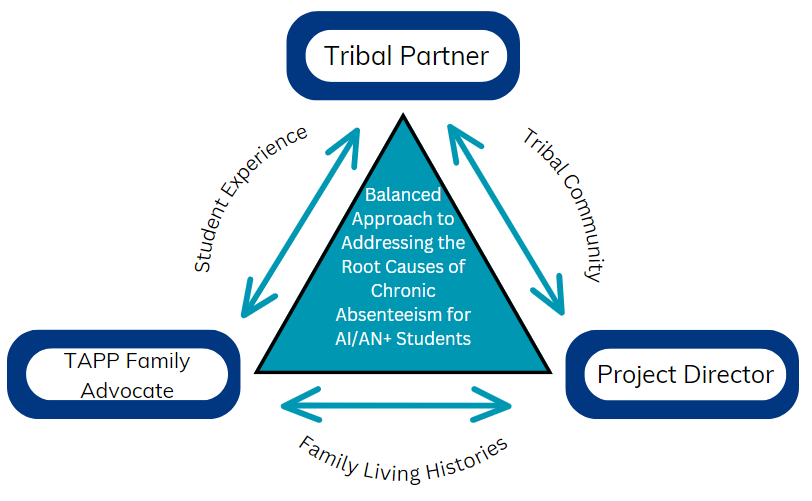 Tribal Partner
Student Experience
Tribal Community
Balanced
Approach to
Addressing the
Root Causes of
Chronic
Absenteeism for
AI/AN+ Students
TAPP Family
Advocate
Project Director
Family Living Histories